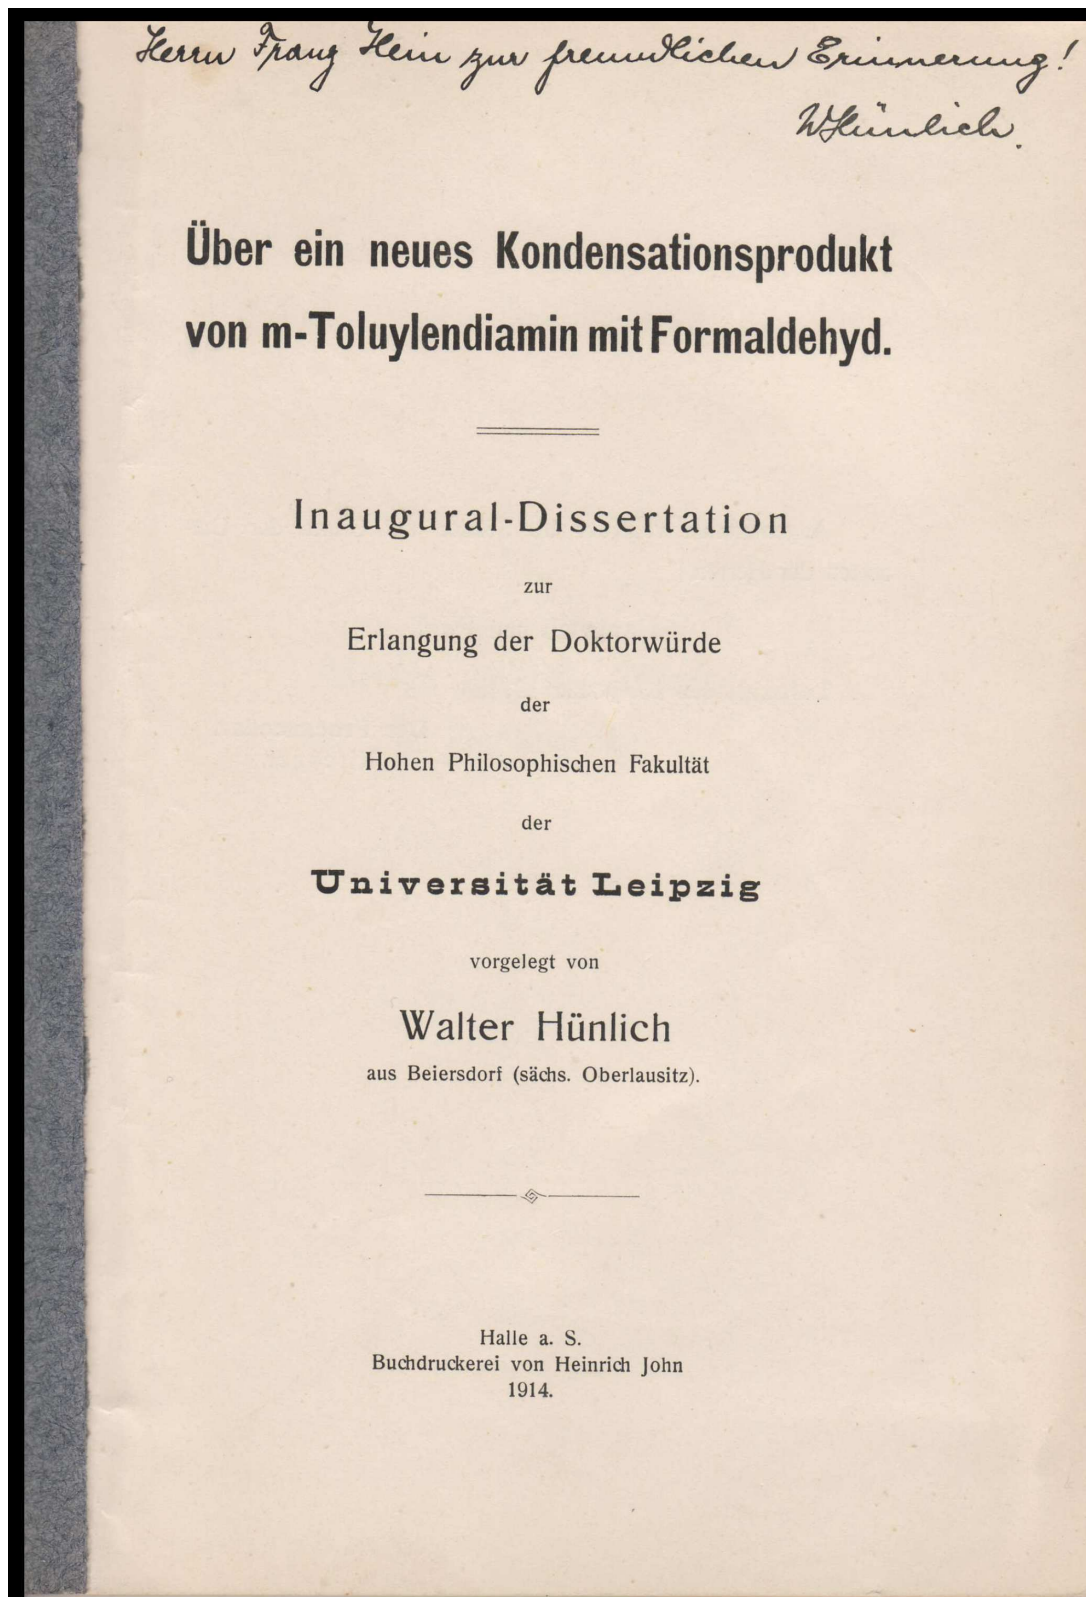 Herrn Franz Hein zur freundlichen Erinnerung!
WHünlich.
Über ein neues Kondensationsprodukt
von m-Toluylendiamin mit Formaldehyd.
Inaugural-Dissertation
zur
Erlangung der Doktorwürde
der
Hohen Philosophischen Fakultät
der
Universität Leipzig
vorgelegt von
Walter Hünlich
aus Beiersdorf (sächs. Oberlausitz).
Halle a. S.
Buchdruckerei von Heinrich John
1914.